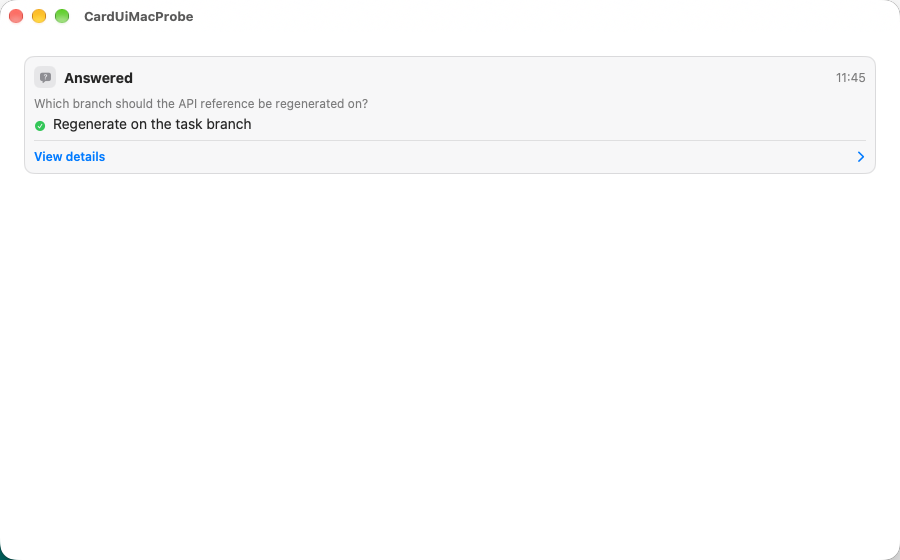 CardUiMacProbe
Answered 11:45
Which branch should the API reference be regenerated on?
Regenerate on the task branch
View details